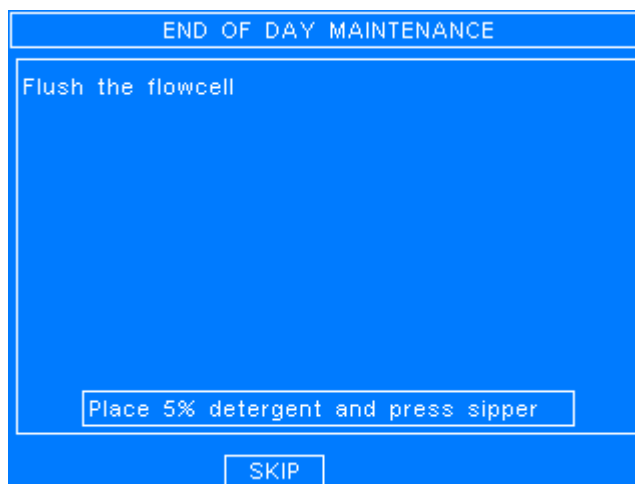 END OF DAY MAINTENANCE
Flush the flowcell
Place 5% detergent and press sipper
SKIP